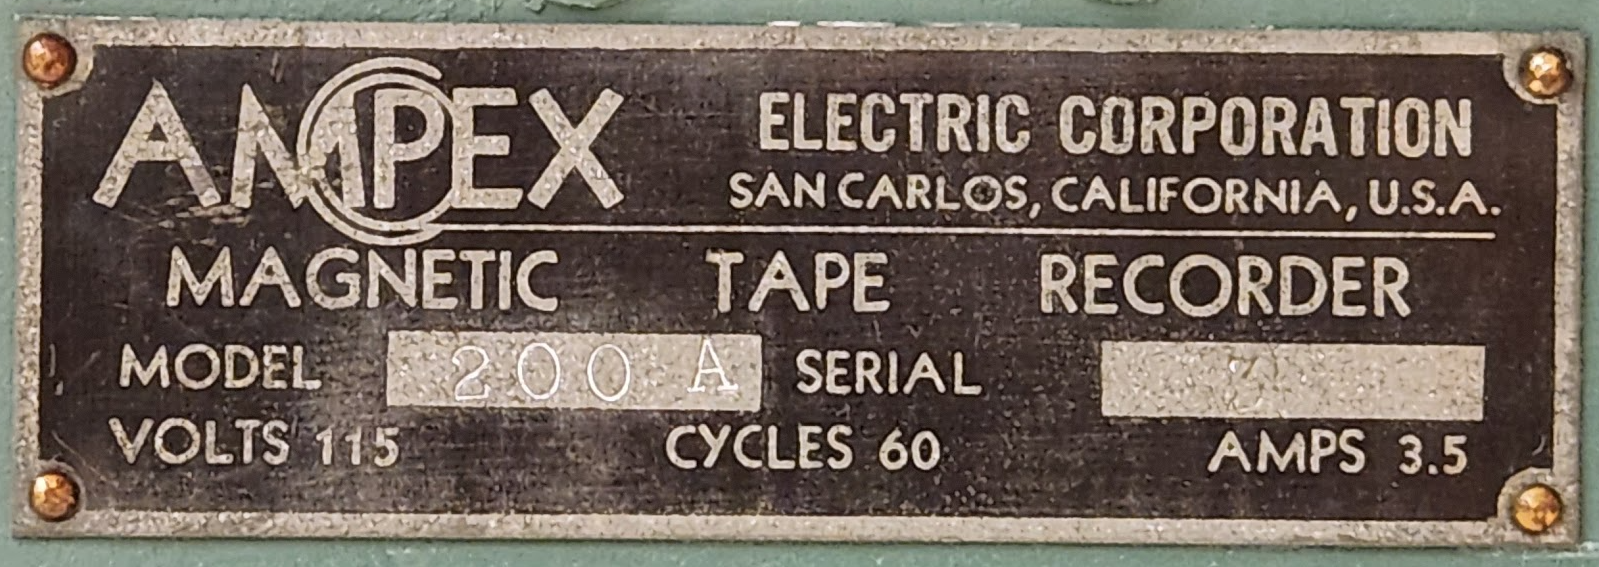 AMPEX ELECTRIC CORPORATION
SAN CARLOS, CALIFORNIA, U.S.A.
MAGNETIC TAPE RECORDER
MODEL 200 A SERIAL
VOLTS 115 CYCLES 60 AMPS 3.5